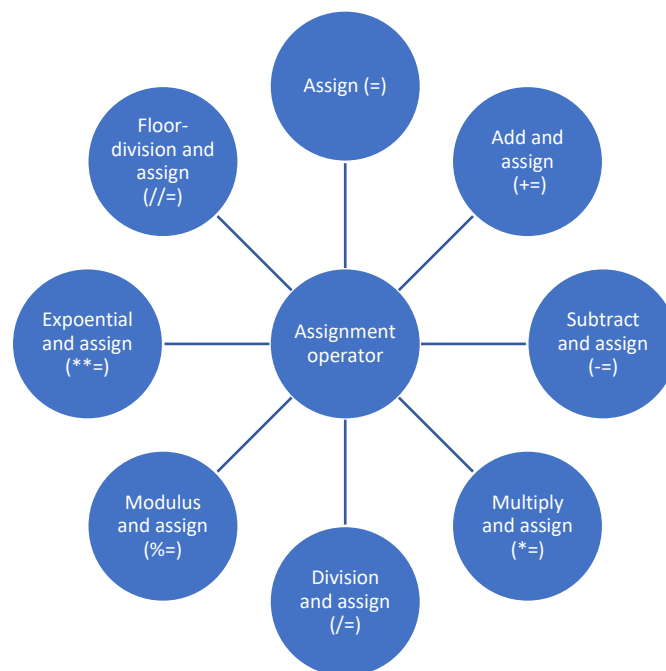 Assign (=)
Floor-
division and
assign
(//=)
Add and
assign
(+=)
Expoential
and assign
(**=)
Assignment
operator
Subtract
and assign
(-=)
Modulus
and assign
(%=)
Multiply
and assign
(*=)
Division
and assign
(/=)